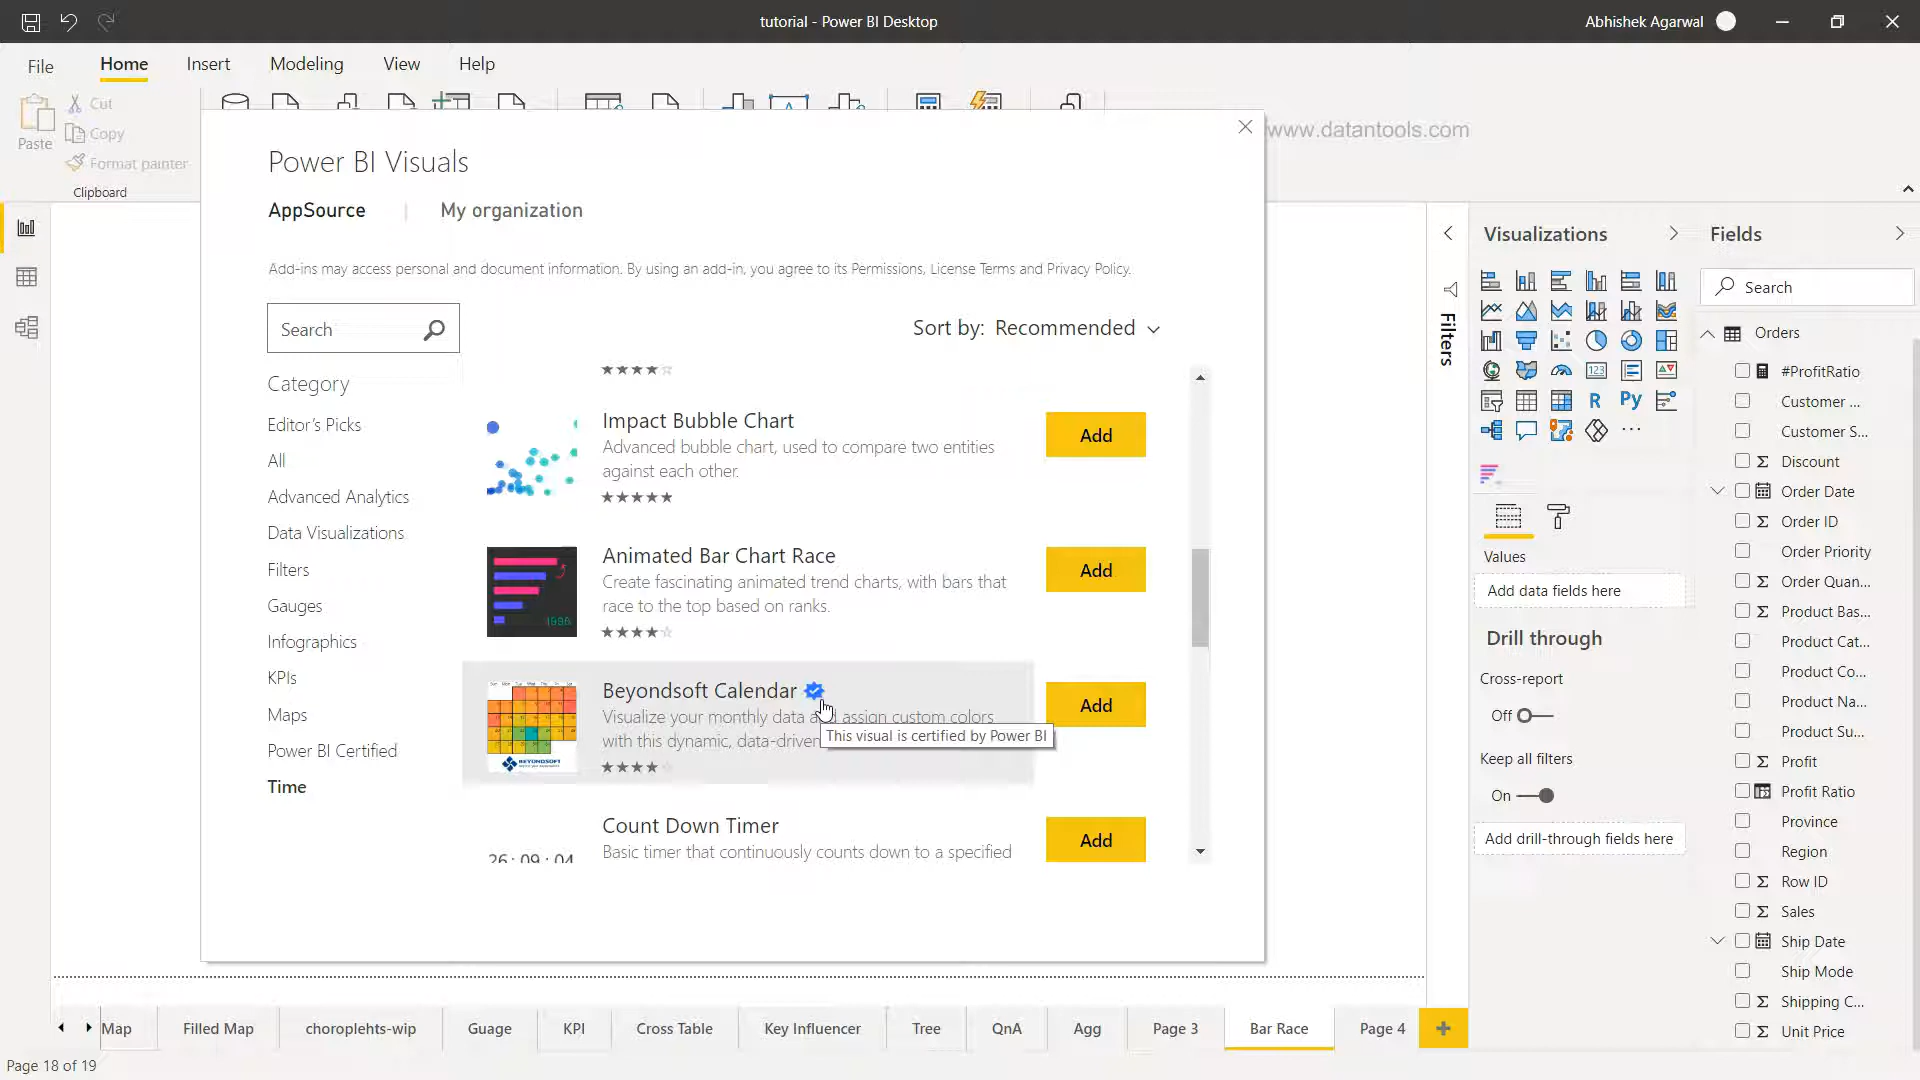 tutorial - Power BI Desktop
Abhishek Agarwal
File
Home
Insert
Modeling
View
Help
Paste
Cut
Copy
Format painter
Clipboard
www.datantools.com
Power BI Visuals
AppSource
My organization
Add-ins may access personal and document information. By using an add-in, you agree to its Permissions, License Terms and Privacy Policy.
Search
Sort by: Recommended
Category
Editor's Picks
All
Advanced Analytics
Data Visualizations
Filters
Gauges
Infographics
KPIs
Maps
Power BI Certified
Time
Impact Bubble Chart
Advanced bubble chart, used to compare two entities
against each other.
Add
Animated Bar Chart Race
Create fascinating animated trend charts, with bars that
race to the top based on ranks.
Add
Beyondsoft Calendar
Visualize your monthly data and assign custom colors
with this dynamic, data-driven
This visual is certified by Power BI
Add
BEYONDSOFT
Count Down Timer
Basic timer that continuously counts down to a specified
26:09:04
Add
Filters
Visualizations
123
R
Py
Values
Add data fields here
Drill through
Cross-report
Off
Keep all filters
On
Add drill-through fields here
Fields
Search
Orders
#ProfitRatio
Customer ...
Customer S...
Discount
Order Date
Order ID
Order Priority
Order Quan...
Product Bas...
Product Cat...
Product Co...
Product Na...
Product Su...
Profit
Profit Ratio
Province
Region
Row ID
Sales
Ship Date
Ship Mode
Shipping C...
Unit Price
Map
Filled Map
choroplehts-wip
Guage
KPI
Cross Table
Key Influencer
Tree
QnA
Agg
Page 3
Bar Race
Page 4
Page 18 of 19